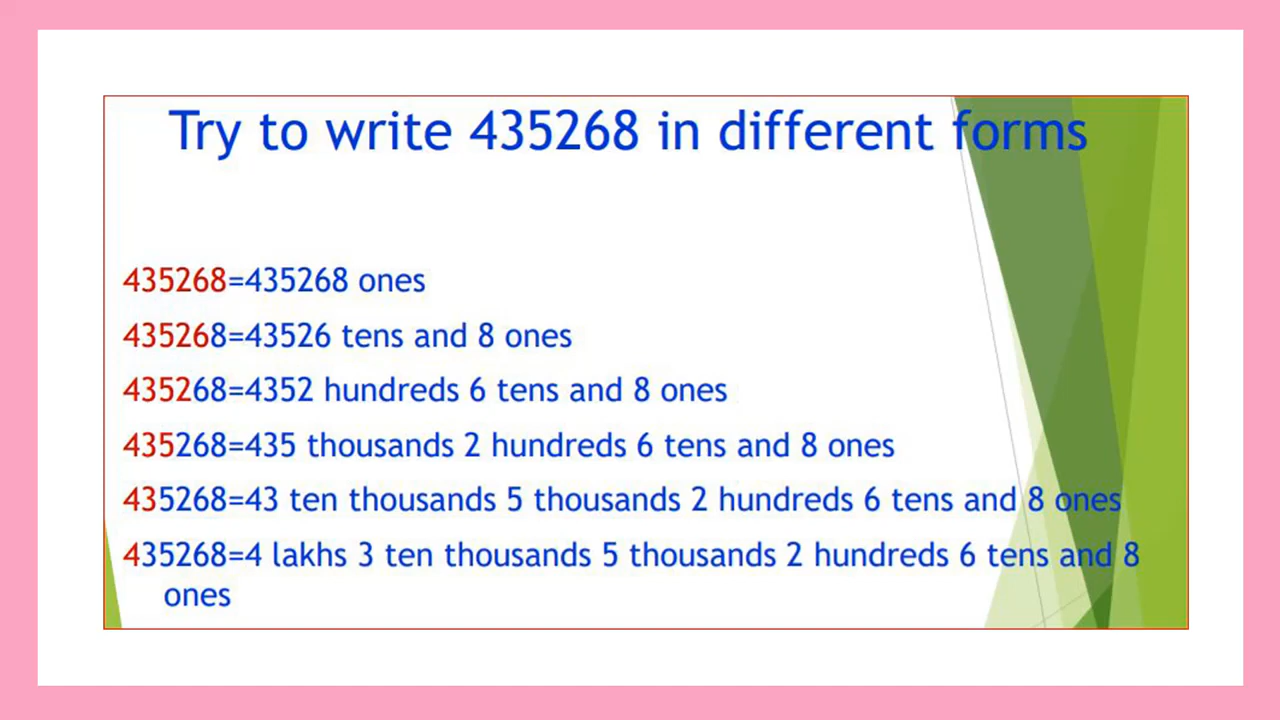 Try to write 435268 in different forms
435268=435268 ones
435268=43526 tens and 8 ones
435268=4352 hundreds 6 tens and 8 ones
435268=435 thousands 2 hundreds 6 tens and 8 ones
435268=43 ten thousands 5 thousands 2 hundreds 6 tens and 8 ones
435268=4 lakhs 3 ten thousands 5 thousands 2 hundreds 6 tens and 8
ones